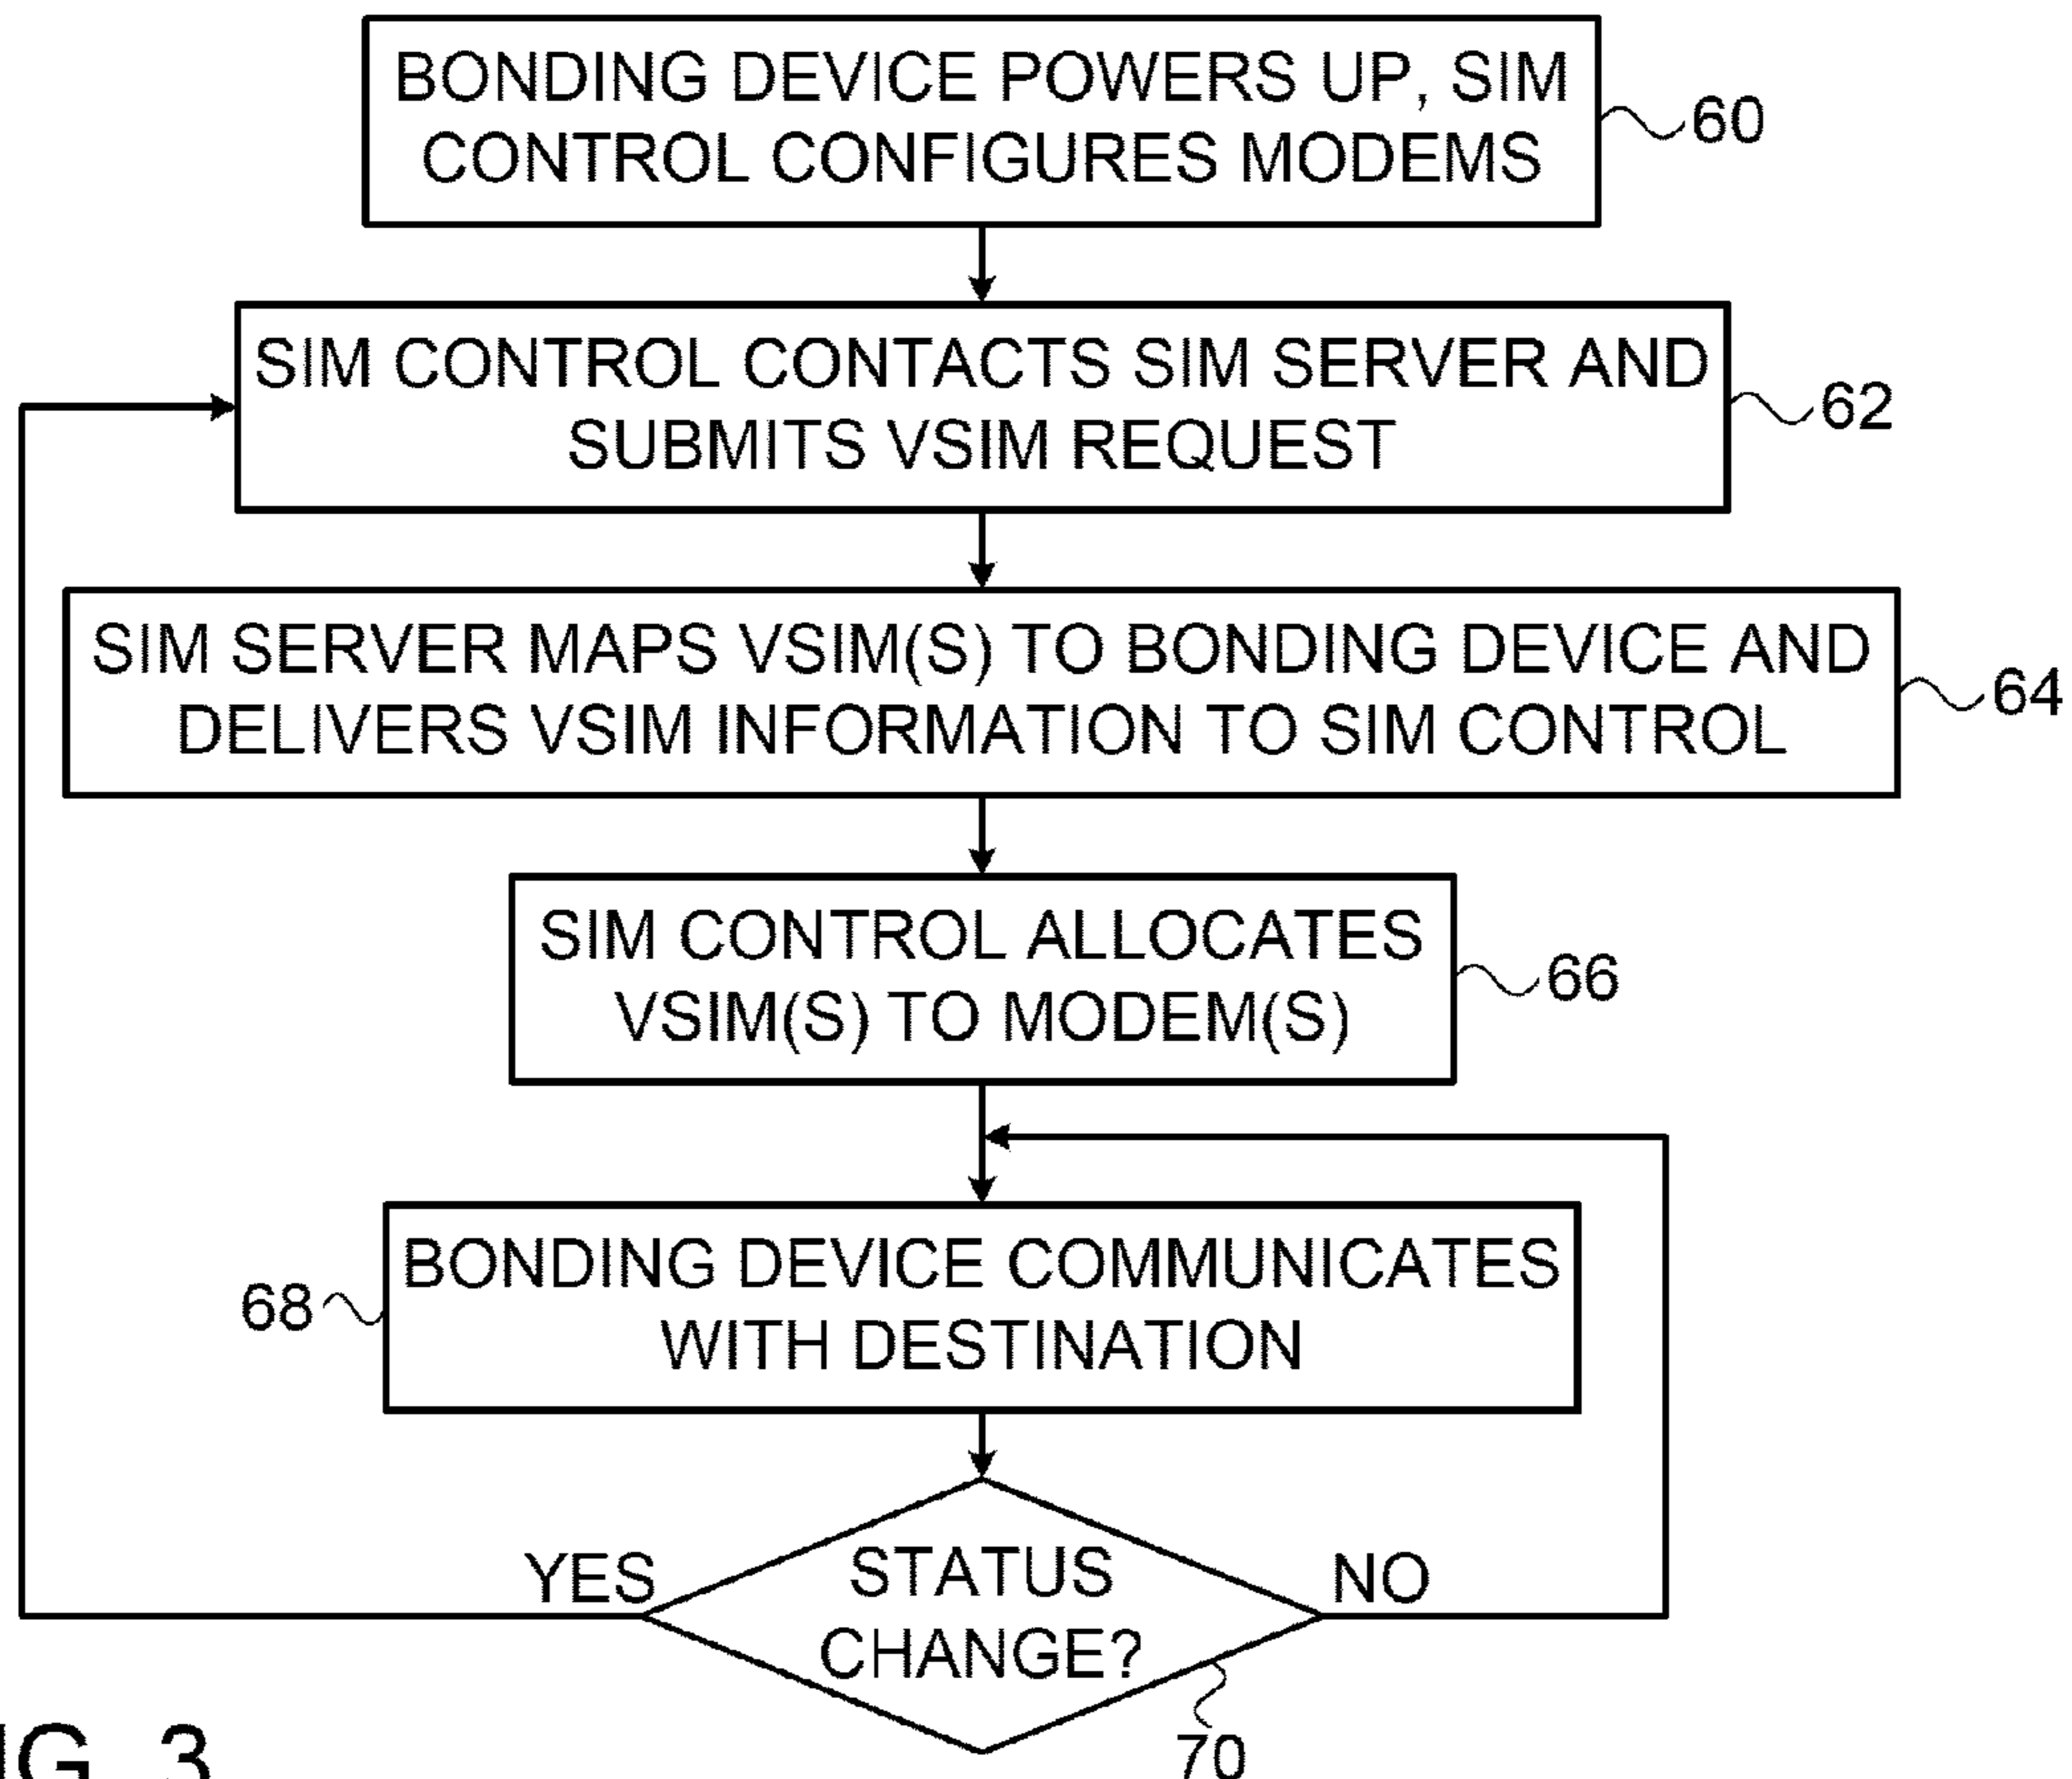 BONDING DEVICE POWERS UP, SIM
CONTROL CONFIGURES MODEMS
60
SIM CONTROL CONTACTS SIM SERVER AND
SUBMITS VSIM REQUEST
62
SIM SERVER MAPS VSIM(S) TO BONDING DEVICE AND
DELIVERS VSIM INFORMATION TO SIM CONTROL
64
SIM CONTROL ALLOCATES
VSIM(S) TO MODEM(S)
66
BONDING DEVICE COMMUNICATES
WITH DESTINATION
68
YES
STATUS
CHANGE?
NO
70
IG. 3